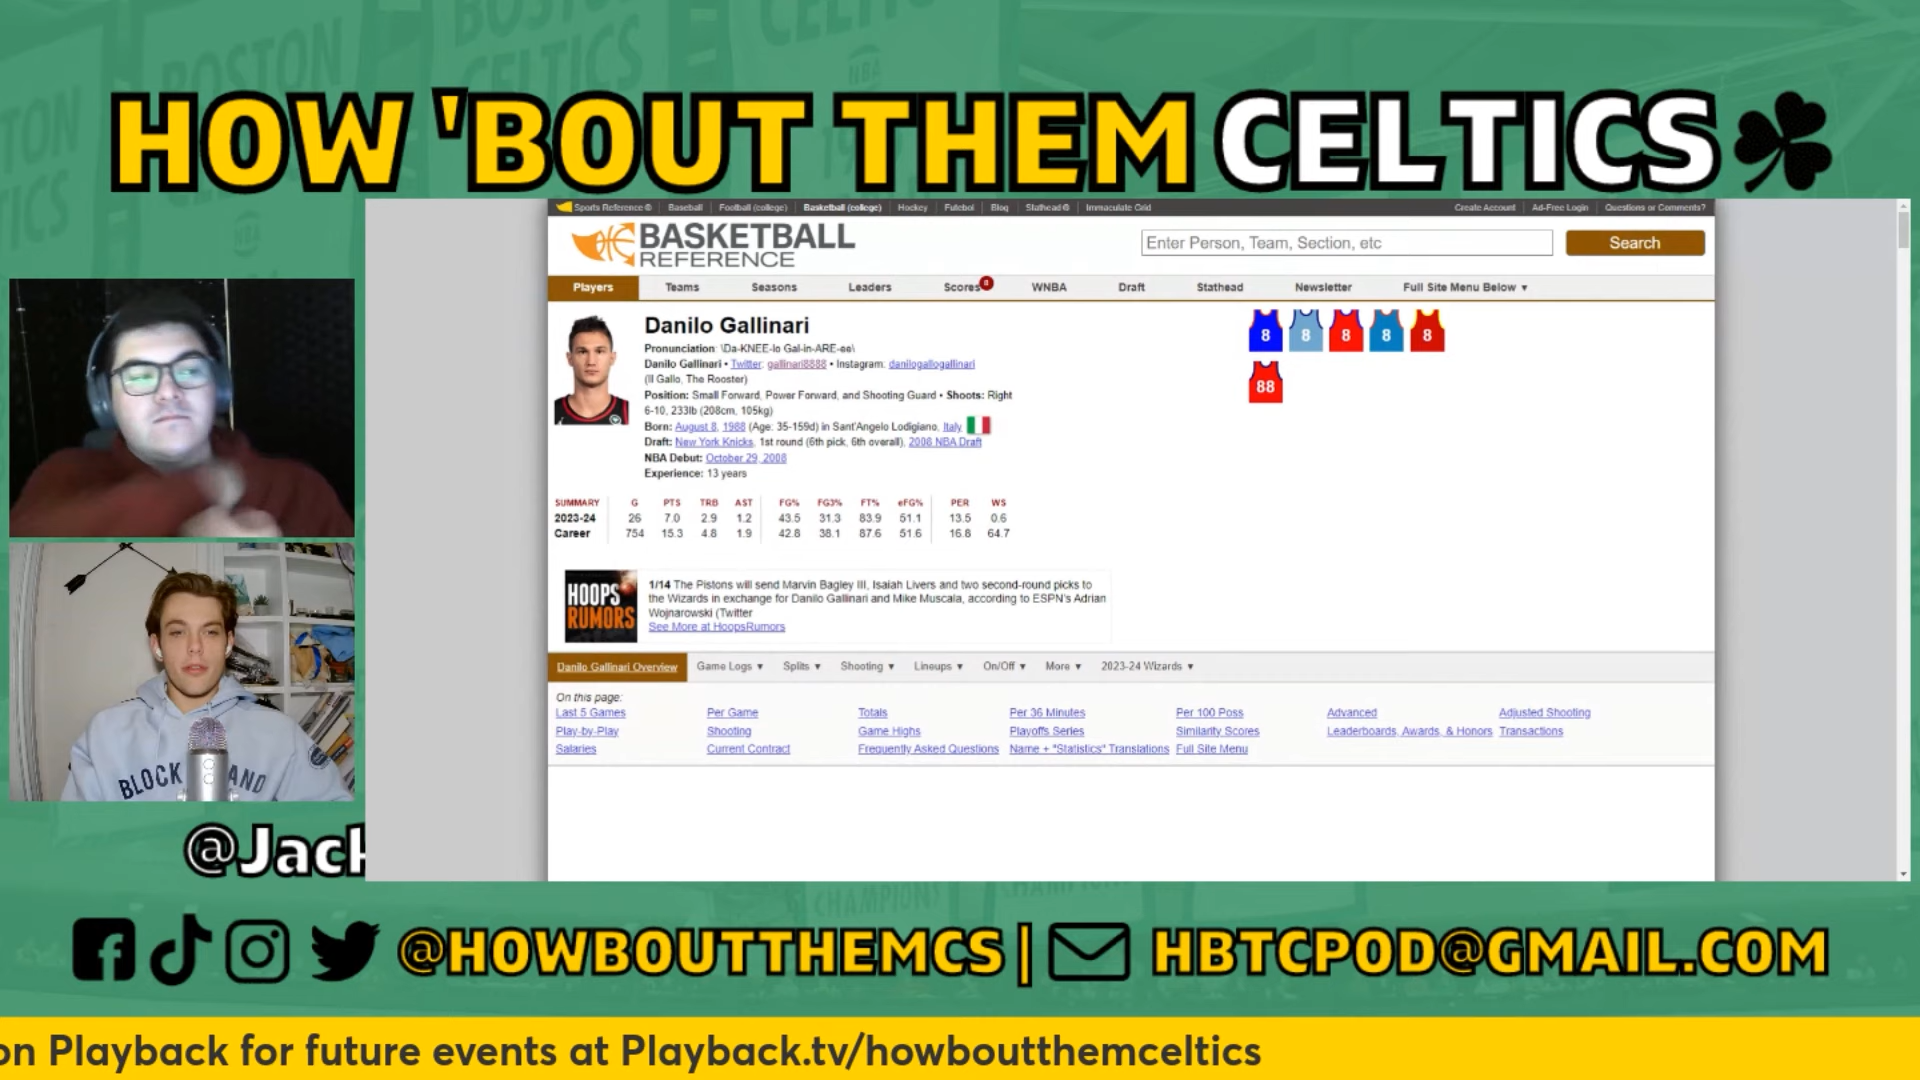 HOW 'BOUT THEM CELTICS
Sports Reference ® Baseball Football (college) Basketball (college) Hockey Futebol Blog Stathead ® Immaculate Grid Create Account Ad-Free Login Questions or Comments?
BASKETBALL
REFERENCE
Enter Person, Team, Section, etc Search
Players Teams Seasons Leaders Scores 8 WNBA Draft Stathead Newsletter Full Site Menu Below ▼
Danilo Gallinari
8 8 8 8 8
88
Pronunciation: \Da-KNEE-lo Gal-in-ARE-ee\
Danilo Gallinari • Twitter: gallinari8888 • Instagram: danilogallogallinari
(Il Gallo, The Rooster)
Position: Small Forward, Power Forward, and Shooting Guard • Shoots: Right
6-10, 233lb (208cm, 105kg)
Born: August 8, 1988 (Age: 35-159d) in Sant'Angelo Lodigiano, Italy
Draft: New York Knicks, 1st round (6th pick, 6th overall), 2008 NBA Draft
NBA Debut: October 29, 2008
Experience: 13 years
SUMMARY G PTS TRB AST FG% FG3% FT% eFG% PER WS
2023-24 26 7.0 2.9 1.2 43.5 31.3 83.9 51.1 13.5 0.6
Career 754 15.3 4.8 1.9 42.8 38.1 87.6 51.6 16.8 64.7
HOOPS
RUMORS
1/14 The Pistons will send Marvin Bagley III, Isaiah Livers and two second-round picks to
the Wizards in exchange for Danilo Gallinari and Mike Muscala, according to ESPN's Adrian
Wojnarowski (Twitter
See More at HoopsRumors
Danilo Gallinari Overview Game Logs ▼ Splits ▼ Shooting ▼ Lineups ▼ On/Off ▼ More ▼ 2023-24 Wizards ▼
On this page:
Last 5 Games Per Game Totals Per 36 Minutes Per 100 Poss Advanced Adjusted Shooting
Play-by-Play Shooting Game Highs Playoffs Series Similarity Scores Leaderboards, Awards, & Honors Transactions
Salaries Current Contract Frequently Asked Questions Name + "Statistics" Translations Full Site Menu
BLOCK AND
@Jack
@HOWBOUTTHEMCS | HBTCPOD@GMAIL.COM
on Playback for future events at Playback.tv/howboutthemceltics